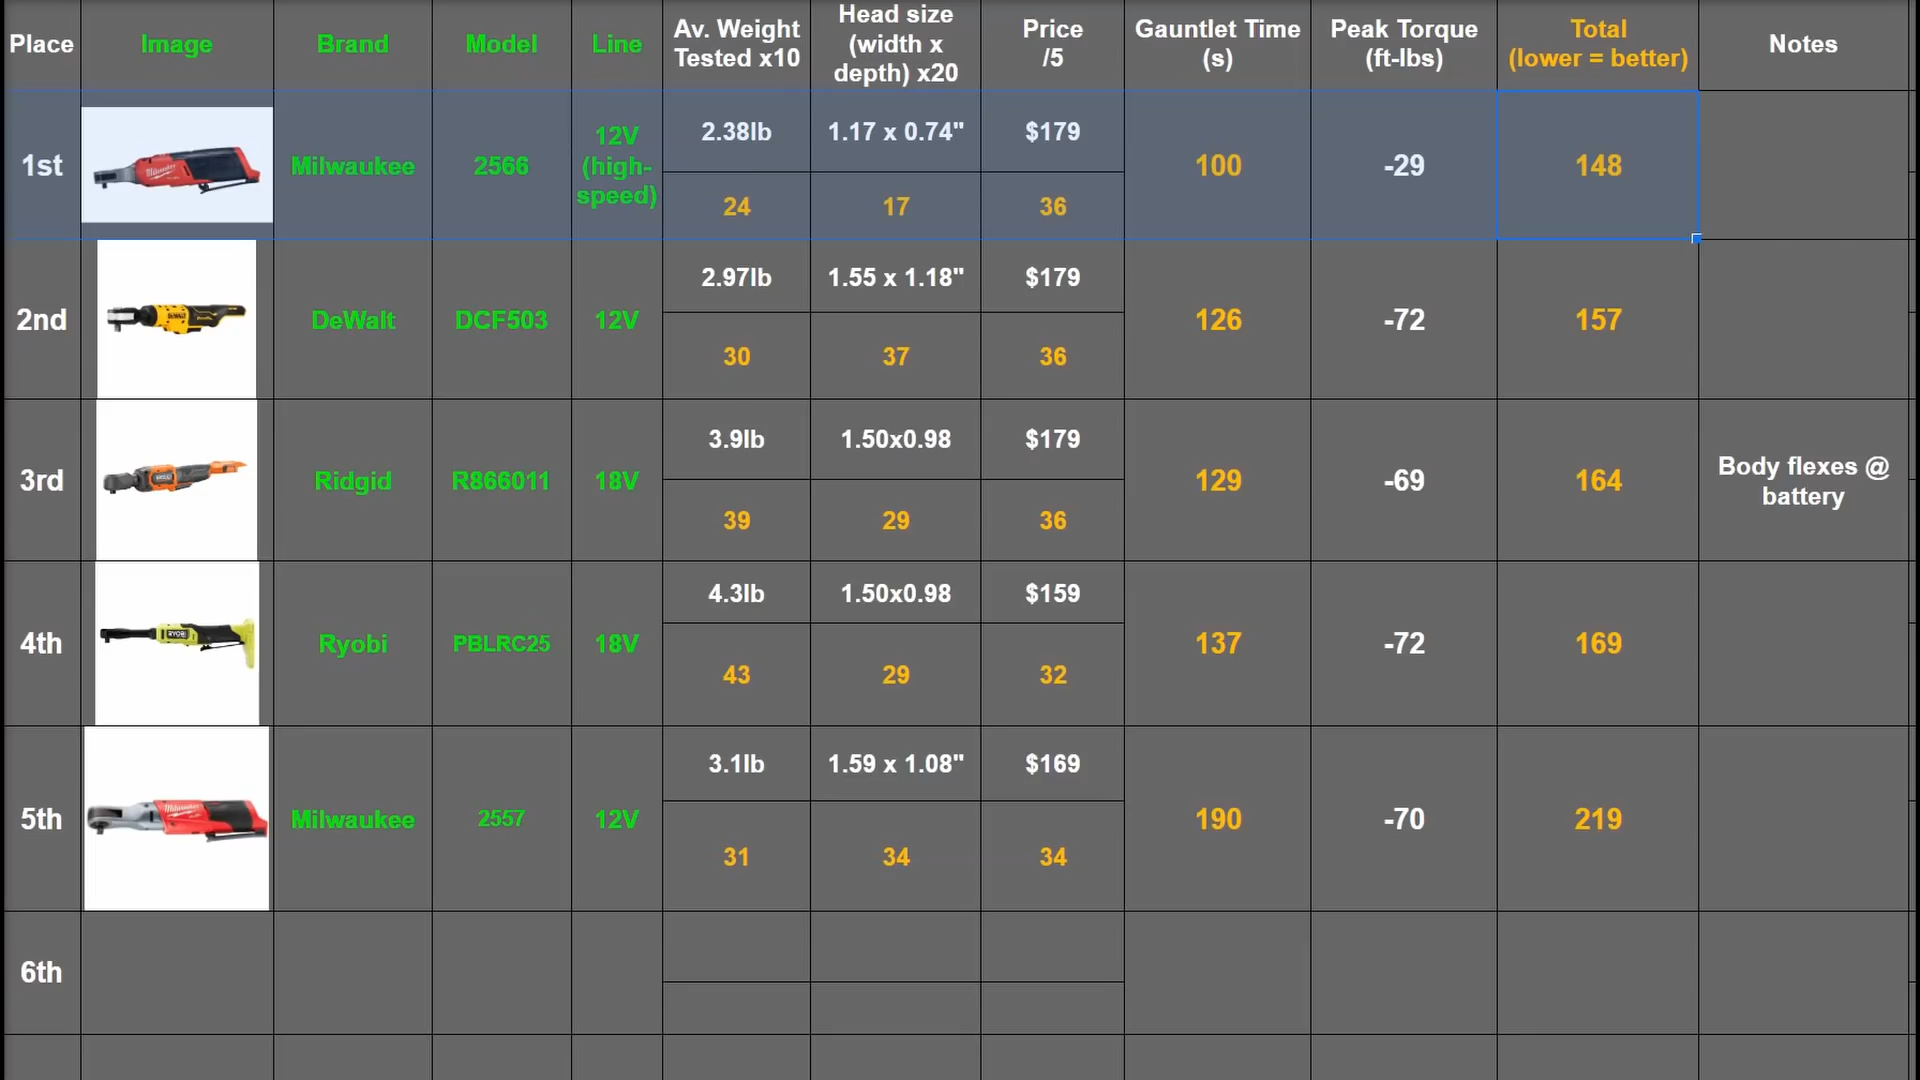 Place
Image
Brand
Model
Line
Av. Weight
Tested x10
Head size
(width x
depth) x20
Price
/5
Gauntlet Time
(s)
Peak Torque
(ft-lbs)
Total
(lower = better)
Notes
1st
Milwaukee
Milwaukee
2566
12V
(high-
speed)
2.38lb
24
1.17 x 0.74"
17
$179
36
100
-29
148
2nd
DeWalt
DCF503
12V
2.97lb
30
1.55 x 1.18"
37
$179
36
126
-72
157
3rd
Ridgid
R866011
18V
3.9lb
39
1.50x0.98
29
$179
36
129
-69
164
Body flexes @
battery
4th
RYOBI
Ryobi
PBLRC25
18V
4.3lb
43
1.50x0.98
29
$159
32
137
-72
169
5th
Milwaukee
Milwaukee
2557
12V
3.1lb
31
1.59 x 1.08"
34
$169
34
190
-70
219
6th